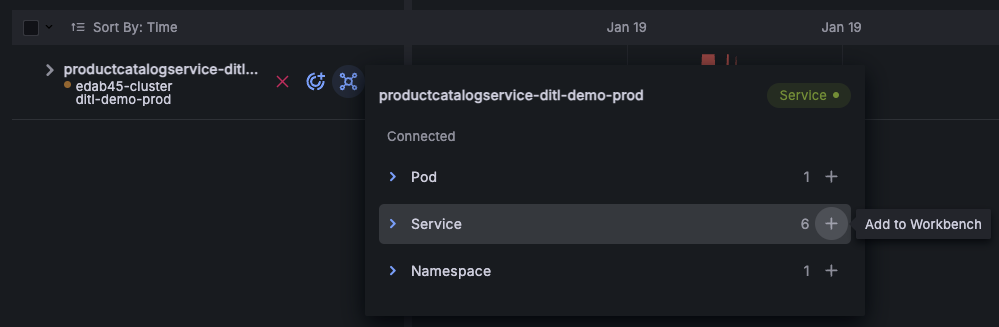 Sort By: Time
Jan 19
Jan 19
productcatalogservice-ditl...
edab45-cluster
ditl-demo-prod
productcatalogservice-ditl-demo-prod
Service
Connected
Pod
1
Service
6
Add to Workbench
Namespace
1